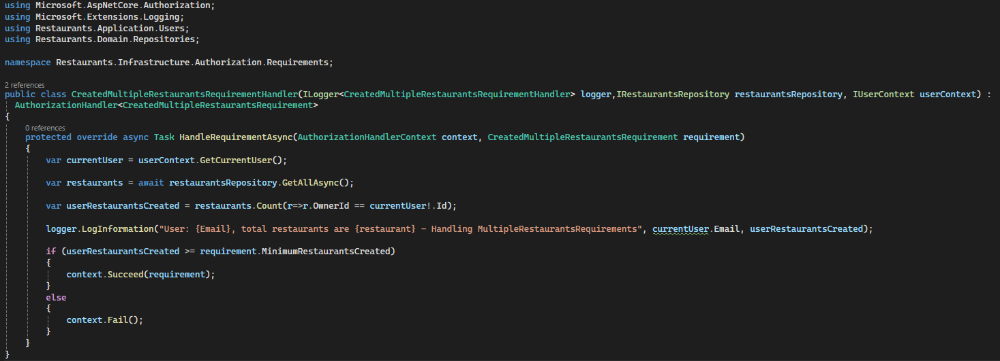 using Microsoft.AspNetCore.Authorization;
using Microsoft.Extensions.Logging;
using Restaurants.Application.Users;
using Restaurants.Domain.Repositories;
namespace Restaurants.Infrastructure.Authorization.Requirements;
2 references
public class CreatedMultipleRestaurantsRequirementHandler(ILogger<CreatedMultipleRestaurantsRequirementHandler> logger,IRestaurantsRepository restaurantsRepository, IUserContext userContext) :
AuthorizationHandler<CreatedMultipleRestaurantsRequirement>
{
0 references
protected override async Task HandleRequirementAsync(AuthorizationHandlerContext context, CreatedMultipleRestaurantsRequirement requirement)
{
var currentUser = userContext.GetCurrentUser();
var restaurants = await restaurantsRepository.GetAllAsync();
var userRestaurantsCreated = restaurants.Count(r=>r.OwnerId == currentUser!.Id);
logger.LogInformation("User: {Email}, total restaurants are {restaurant} - Handling MultipleRestaurantsRequirements", currentUser.Email, userRestaurantsCreated);
if (userRestaurantsCreated >= requirement.MinimumRestaurantsCreated)
{
context.Succeed(requirement);
}
else
{
context.Fail();
}
}
}